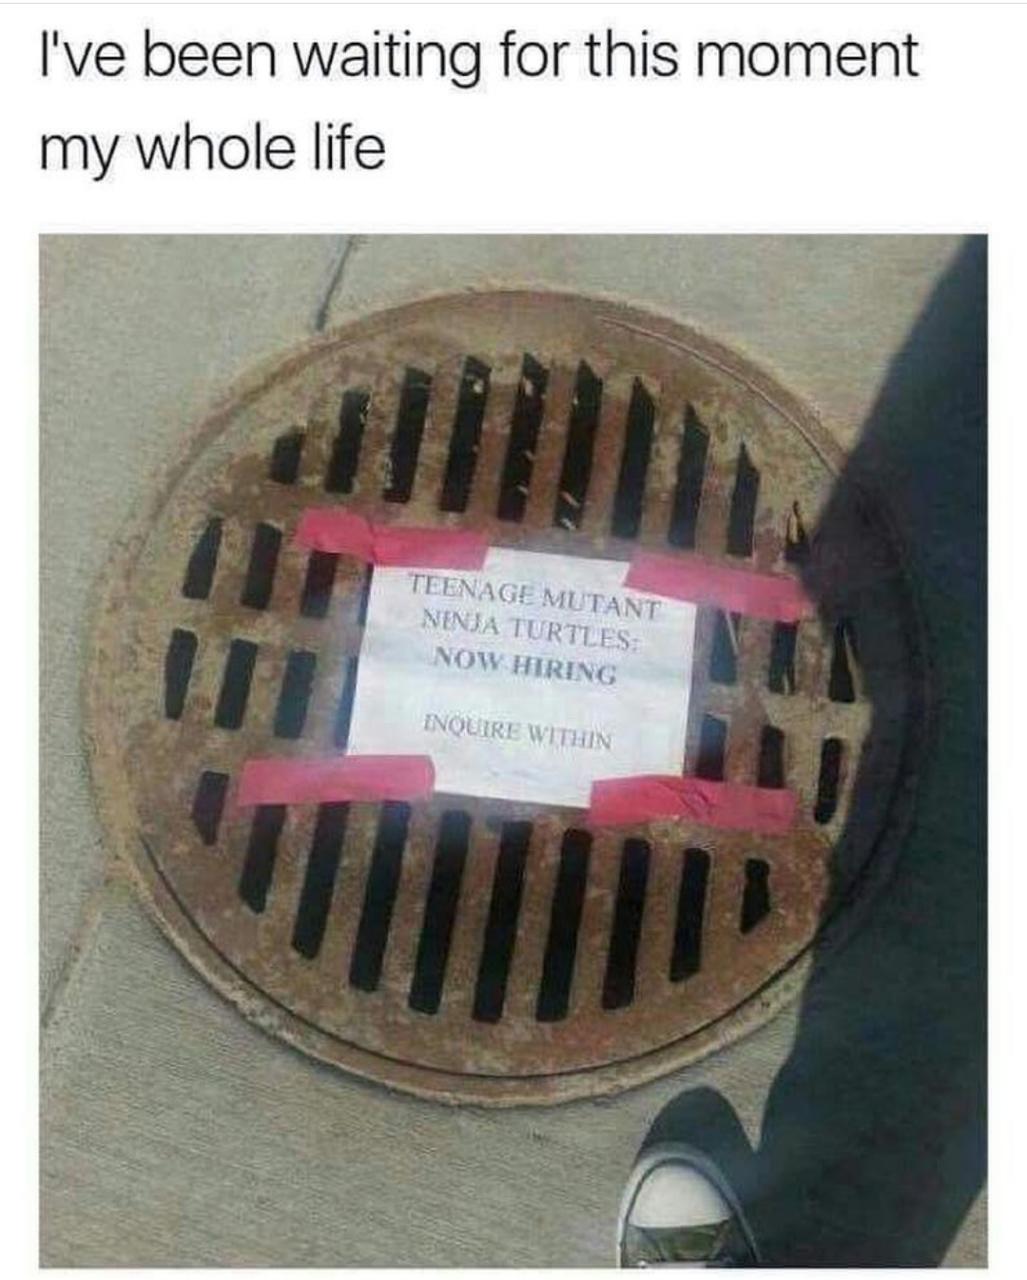 I've been waiting for this moment
my whole life
TEENAGE MUTANT
NINJA TURTLES:
NOW HIRING
INQUIRE WITHIN